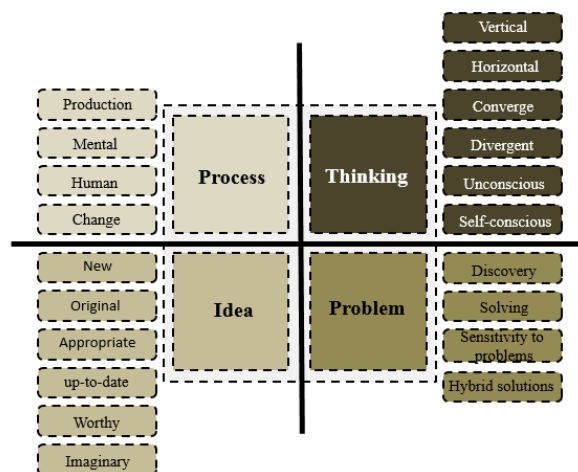 Production
Mental
Human
Change
Process
Thinking
Vertical
Horizontal
Converge
Divergent
Unconscious
Self-conscious
New
Original
Appropriate
up-to-date
Worthy
Imaginary
Idea
Problem
Discovery
Solving
Sensitivity to
problems
Hybrid solutions